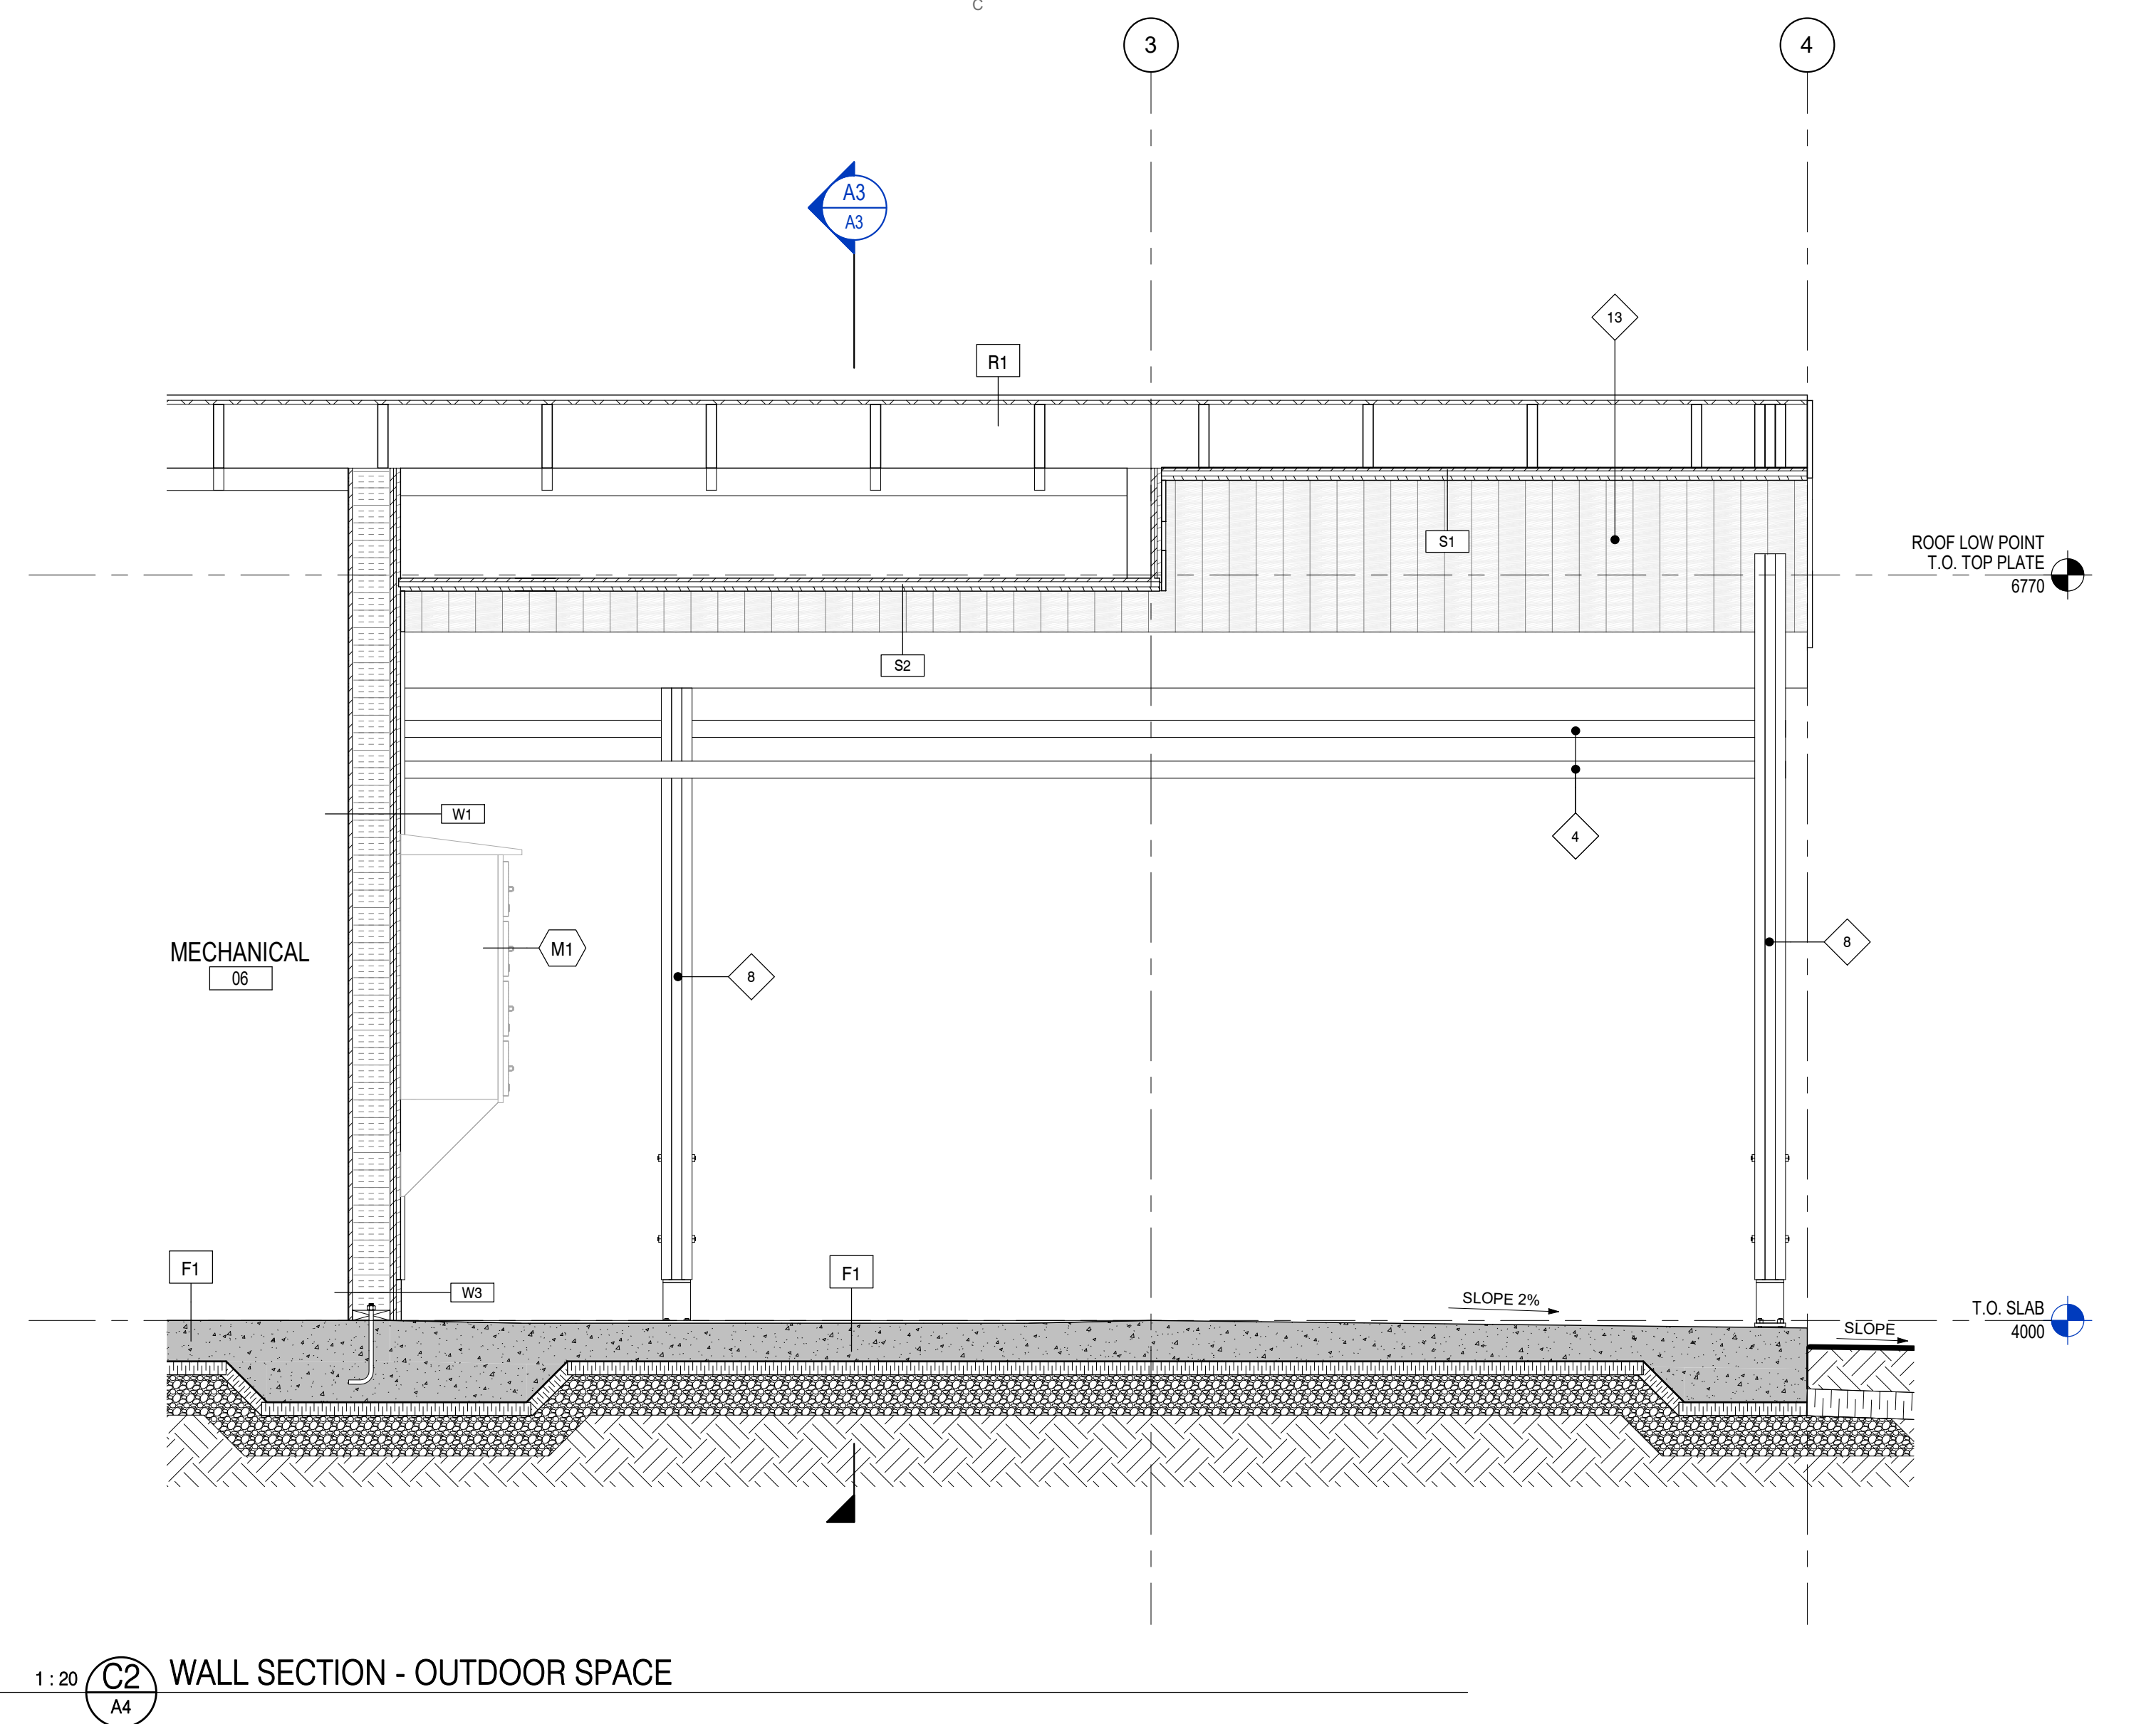 C
3
4
A3
A3
13
R1
S1
ROOF LOW POINT
T.O. TOP PLATE
6770
S2
W1
4
MECHANICAL
06
M1
8
8
F1
F1
W3
SLOPE 2%
T.O. SLAB
4000
SLOPE
1 : 20
C2
A4
WALL SECTION - OUTDOOR SPACE